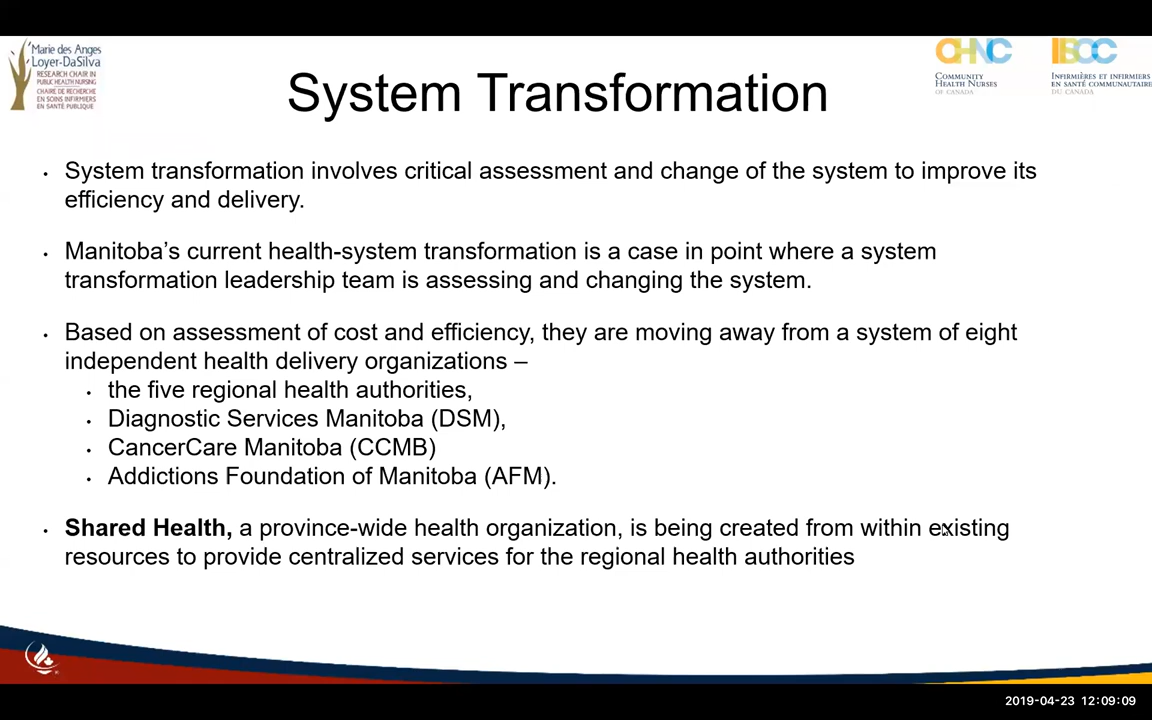 Marie des Anges
Loyer-DaSilva
RESEARCH CHAIR IN
PUBLIC HEALTH NURSING
CHAIRE DE RECHERCHE
EN SOINS INFIRMIERS
EN SANTÉ PUBLIQUE
CHNC
COMMUNITY
HEALTH NURSES
OF CANADA
IISCC
INFIRMIÈRES ET INFIRMIERS
EN SANTÉ COMMUNAUTAIRE
DU CANADA
System Transformation
• System transformation involves critical assessment and change of the system to improve its
efficiency and delivery.
• Manitoba’s current health-system transformation is a case in point where a system
transformation leadership team is assessing and changing the system.
• Based on assessment of cost and efficiency, they are moving away from a system of eight
independent health delivery organizations –
• the five regional health authorities,
• Diagnostic Services Manitoba (DSM),
• CancerCare Manitoba (CCMB)
• Addictions Foundation of Manitoba (AFM).
• Shared Health, a province-wide health organization, is being created from within existing
resources to provide centralized services for the regional health authorities
2019-04-23 12:09:09